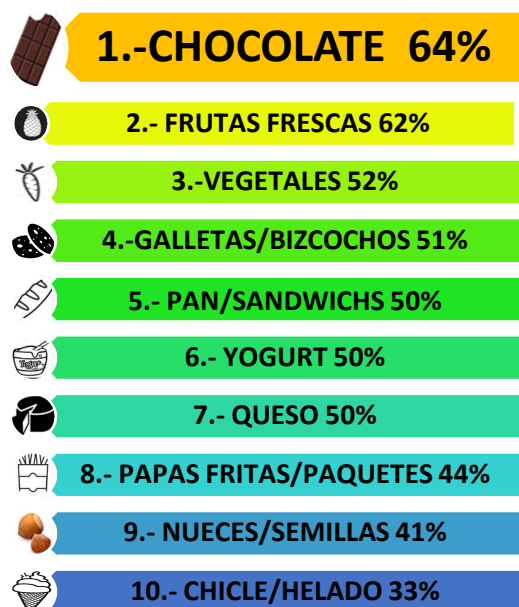 1.-CHOCOLATE 64%
2.- FRUTAS FRESCAS 62%
3.-VEGETALES 52%
4.-GALLETAS/BIZCOCHOS 51%
5.- PAN/SANDWICHS 50%
6.- YOGURT 50%
7.- QUESO 50%
8.- PAPAS FRITAS/PAQUETES 44%
9.- NUECES/SEMILLAS 41%
10.- CHICLE/HELADO 33%